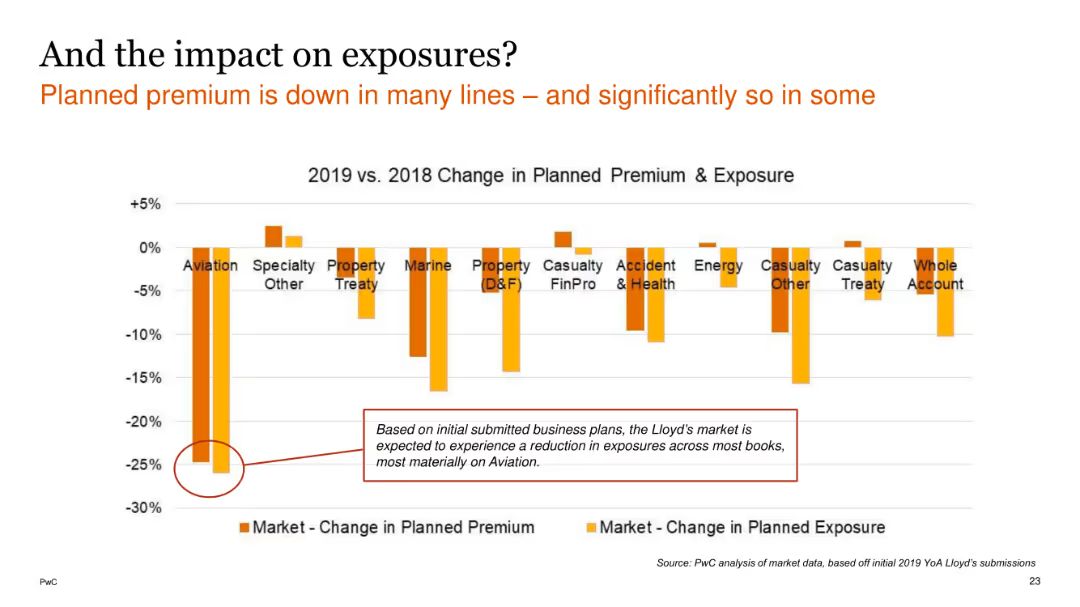 And the impact on exposures?
Planned premium is down in many lines – and significantly so in some
2019 vs. 2018 Change in Planned Premium & Exposure
+5%
0%
-5%
-10%
-15%
-20%
-25%
-30%
Aviation
Specialty
Other
Property
Treaty
Marine
Property
(D&F)
Casualty
FinPro
Accident
& Health
Energy
Casualty
Other
Casualty
Treaty
Whole
Account
Based on initial submitted business plans, the Lloyd's market is
expected to experience a reduction in exposures across most books,
most materially on Aviation.
Market - Change in Planned Premium
Market - Change in Planned Exposure
Source: PwC analysis of market data, based off initial 2019 YoA Lloyd's submissions
PwC
23